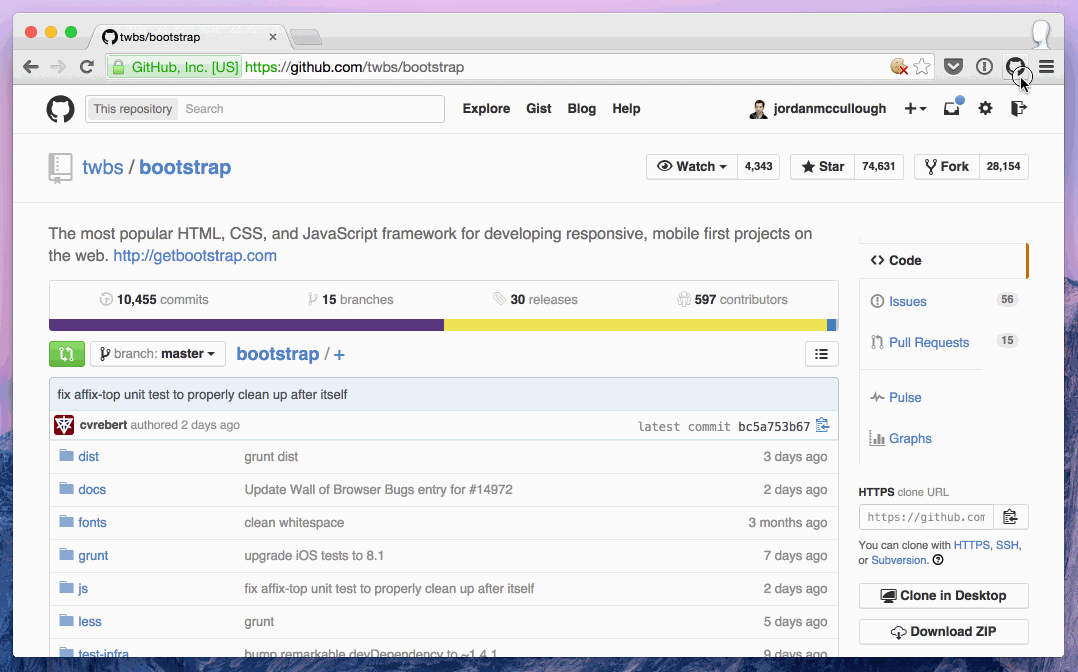 twbs/bootstrap
GitHub, Inc. [US] https://github.com/twbs/bootstrap
This repository Search Explore Gist Blog Help jordanmccullough
twbs / bootstrap Watch 4,343 Star 74,631 Fork 28,154
The most popular HTML, CSS, and JavaScript framework for developing responsive, mobile first projects on
the web. http://getbootstrap.com
10,455 commits 15 branches 30 releases 597 contributors
branch: master bootstrap / +
fix affix-top unit test to properly clean up after itself
cvrebert authored 2 days ago latest commit bc5a753b67
dist grunt dist 3 days ago
docs Update Wall of Browser Bugs entry for #14972 2 days ago
fonts clean whitespace 3 months ago
grunt upgrade iOS tests to 8.1 7 days ago
js fix affix-top unit test to properly clean up after itself 2 days ago
less grunt 5 days ago
test-infra bump remarkable devDependency to ~1.4.1 9 days ago
Code
Issues 56
Pull Requests 15
Pulse
Graphs
HTTPS clone URL
https://github.com
You can clone with HTTPS, SSH,
or Subversion.
Clone in Desktop
Download ZIP